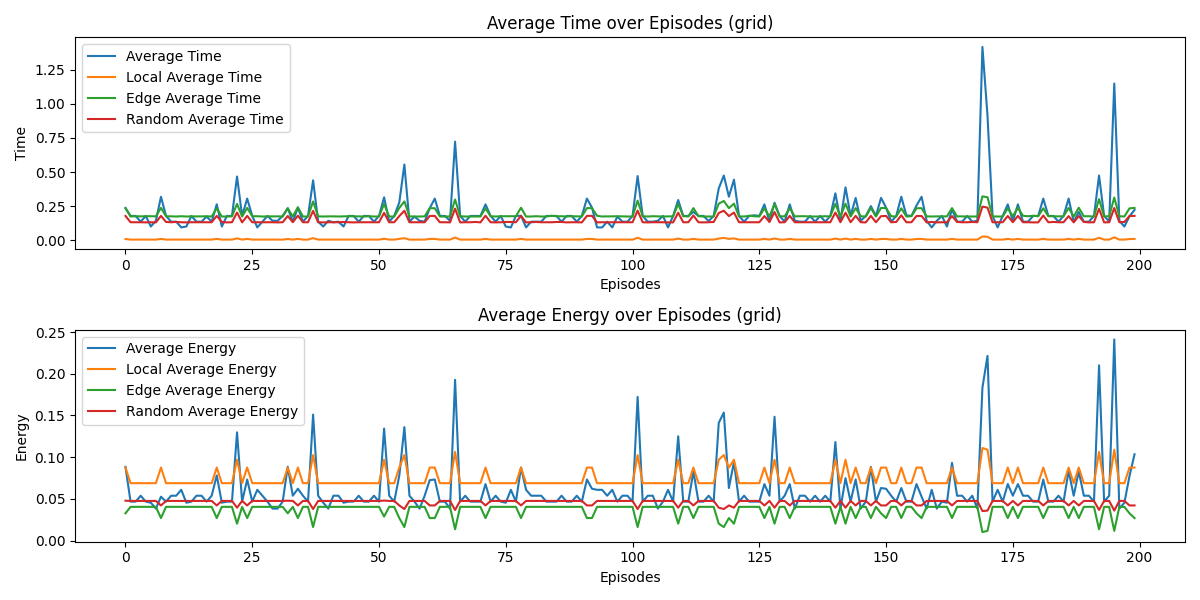 Average Time over Episodes (grid)
Average Time
Local Average Time
Edge Average Time
Random Average Time
Time
1.25
1.00
0.75
0.50
0.25
0.00
0 25 50 75 100 125 150 175 200
Episodes
Average Energy over Episodes (grid)
Average Energy
Local Average Energy
Edge Average Energy
Random Average Energy
Energy
0.25
0.20
0.15
0.10
0.05
0.00
0 25 50 75 100 125 150 175 200
Episodes